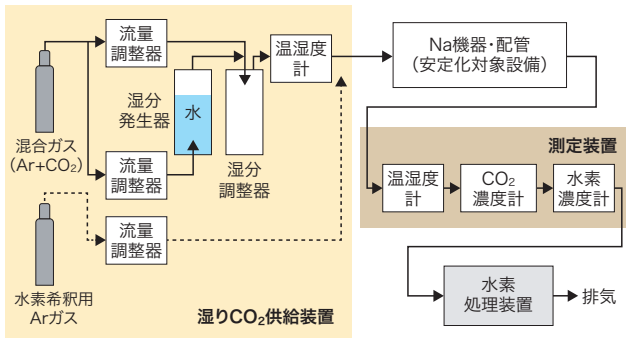 流量
調整器
温湿度
計
Na機器・配管
(安定化対象設備)
湿分
発生器
水
混合ガス
(Ar+CO₂)
流量
調整器
湿分
調整器
測定装置
温湿度
計
CO₂
濃度計
水素
濃度計
流量
調整器
水素希釈用
Arガス
湿りCO₂供給装置
水素
処理装置
排気